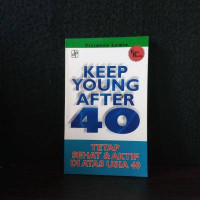 KEEP
YOUNG
AFTER
40
TETAP
SEHAT & AKTIF
DI ATAS USIA 40